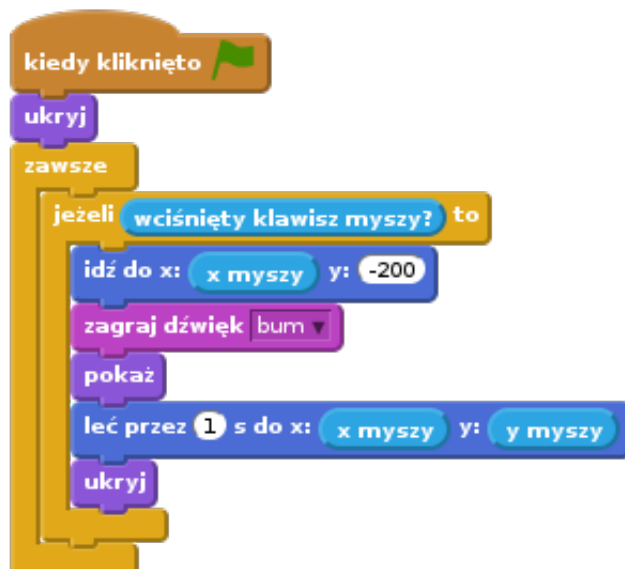 kiedy kliknięto
ukryj
zawsze
jeżeli wciśnięty klawisz myszy? to
idź do x: x myszy y: -200
zagraj dźwięk bum
pokaż
leć przez 1 s do x: x myszy y: y myszy
ukryj